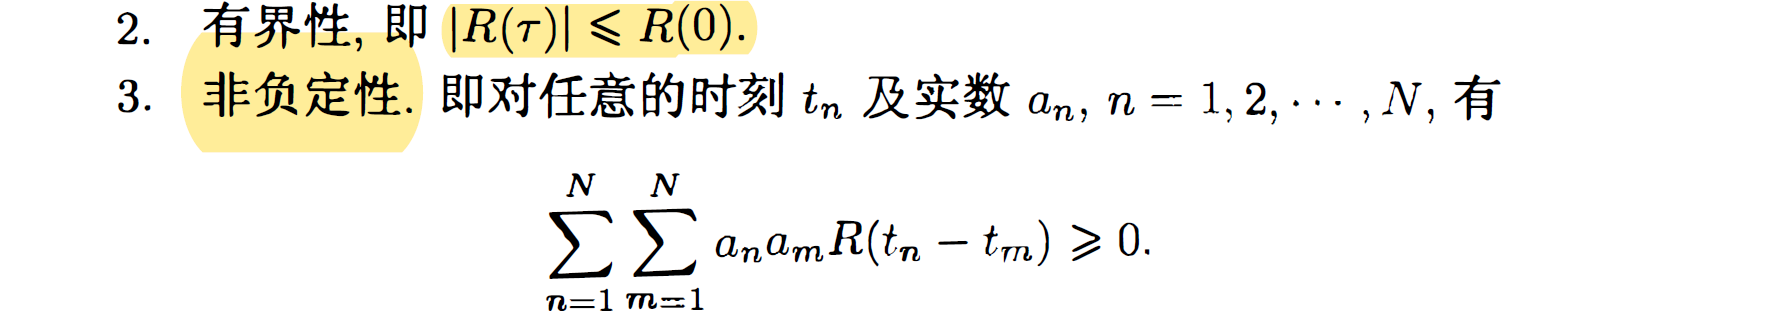 2. 有界性, 即 |R(τ)| ⩽ R(0).
3. 非负定性. 即对任意的时刻 tₙ 及实数 aₙ, n = 1, 2, ⋯ , N, 有
∑_{n=1}^{N} ∑_{m=1}^{N} aₙaₘR(tₙ − tₘ) ⩾ 0.